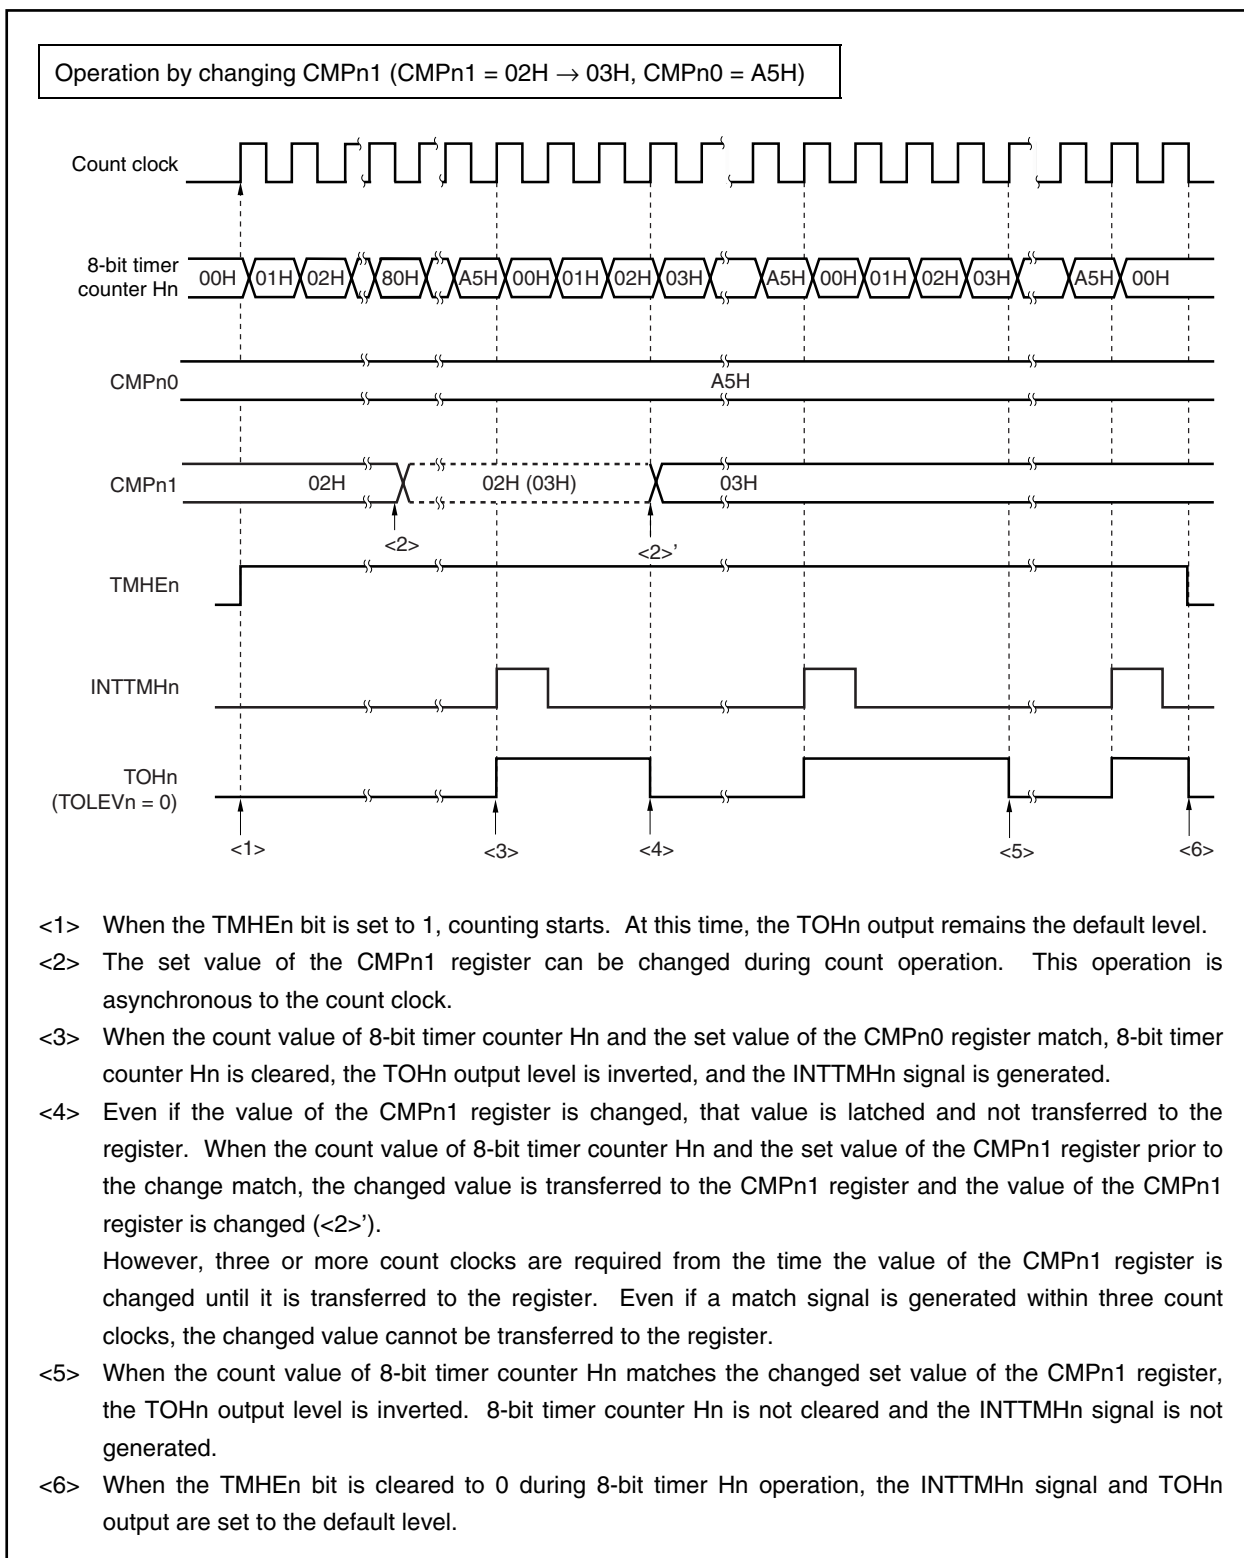 Operation by changing CMPn1 (CMPn1 = 02H → 03H, CMPn0 = A5H)
Count clock
8-bit timer
counter Hn
00H 01H 02H 80H A5H 00H 01H 02H 03H A5H 00H 01H 02H 03H A5H 00H
CMPn0
A5H
CMPn1
02H 02H (03H) 03H
<2> <2>’
TMHEn
INTTMHn
TOHn
(TOLEVn = 0)
<1> <3> <4> <5> <6>
<1> When the TMHEn bit is set to 1, counting starts. At this time, the TOHn output remains the default level.
<2> The set value of the CMPn1 register can be changed during count operation. This operation is
asynchronous to the count clock.
<3> When the count value of 8-bit timer counter Hn and the set value of the CMPn0 register match, 8-bit timer
counter Hn is cleared, the TOHn output level is inverted, and the INTTMHn signal is generated.
<4> Even if the value of the CMPn1 register is changed, that value is latched and not transferred to the
register. When the count value of 8-bit timer counter Hn and the set value of the CMPn1 register prior to
the change match, the changed value is transferred to the CMPn1 register and the value of the CMPn1
register is changed (<2>’).
However, three or more count clocks are required from the time the value of the CMPn1 register is
changed until it is transferred to the register. Even if a match signal is generated within three count
clocks, the changed value cannot be transferred to the register.
<5> When the count value of 8-bit timer counter Hn matches the changed set value of the CMPn1 register,
the TOHn output level is inverted. 8-bit timer counter Hn is not cleared and the INTTMHn signal is not
generated.
<6> When the TMHEn bit is cleared to 0 during 8-bit timer Hn operation, the INTTMHn signal and TOHn
output are set to the default level.